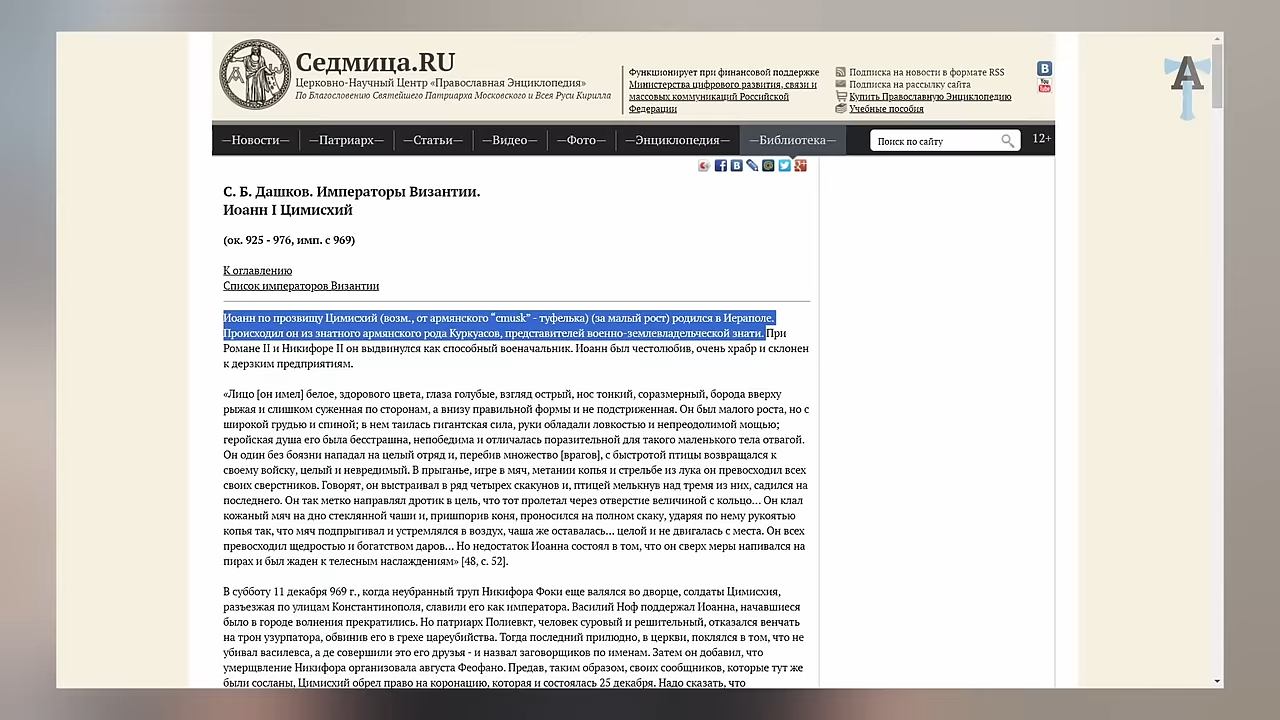 Седмица.RU
Церковно-Научный Центр «Православная Энциклопедия»
По Благословению Святейшего Патриарха Московского и Всея Руси Кирилла
Функционирует при финансовой поддержке
Министерства цифрового развития, связи и
массовых коммуникаций Российской
Федерации
Подписка на новости в формате RSS
Подписка на рассылку сайта
Купить Православную Энциклопедию
Учебные пособия
B
You Tube
A
—Новости— —Патриарх— —Статьи— —Видео— —Фото— —Энциклопедия— —Библиотека— Поиск по сайту 12+
С. Б. Дашков. Императоры Византии.
Иоанн I Цимисхий
(ок. 925 - 976, имп. с 969)
К оглавлению
Список императоров Византии
Иоанн по прозвищу Цимисхий (возм., от армянского “cmusk” - туфелька) (за малый рост) родился в Иераполе.
Происходил он из знатного армянского рода Куркуасов, представителей военно-землевладельческой знати. При
Романе II и Никифоре II он выдвинулся как способный военачальник. Иоанн был честолюбив, очень храбр и склонен
к дерзким предприятиям.
«Лицо [он имел] белое, здорового цвета, глаза голубые, взгляд острый, нос тонкий, соразмерный, борода вверху
рыжая и слишком суженная по сторонам, а внизу правильной формы и не подстриженная. Он был малого роста, но с
широкой грудью и спиной; в нем таилась гигантская сила, руки обладали ловкостью и непреодолимой мощью;
геройская душа его была бесстрашна, непобедима и отличалась поразительной для такого маленького тела отвагой.
Он один без боязни нападал на целый отряд и, перебив множество [врагов], с быстротой птицы возвращался к
своему войску, целый и невредимый. В прыганье, игре в мяч, метании копья и стрельбе из лука он превосходил всех
своих сверстников. Говорят, он выстраивал в ряд четырех скакунов и, птицей мелькнув над тремя из них, садился на
последнего. Он так метко направлял дротик в цель, что тот пролетал через отверстие величиной с кольцо... Он клал
кожаный мяч на дно стеклянной чаши и, пришпорив коня, проносился на полном скаку, ударяя по нему рукоятью
копья так, что мяч подпрыгивал и устремлялся в воздух, чаша же оставалась... целой и не двигалась с места. Он всех
превосходил щедростью и богатством даров... Но недостаток Иоанна состоял в том, что он сверх меры напивался на
пирах и был жаден к телесным наслаждениям» [48, с. 52].
В субботу 11 декабря 969 г., когда неубранный труп Никифора Фоки еще валялся во дворце, солдаты Цимисхия,
разъезжая по улицам Константинополя, славили его как императора. Василий Ноф поддержал Иоанна, начавшиеся
было в городе волнения прекратились. Но патриарх Полиевкт, человек суровый и решительный, отказался венчать
на трон узурпатора, обвинив его в грехе цареубийства. Тогда последний прилюдно, в церкви, поклялся в том, что не
убивал василевса, а де совершили это его друзья - и назвал заговорщиков по именам. Затем он добавил, что
умерщвление Никифора организовала августа Феофано. Предав, таким образом, своих сообщников, которые тут же
были сосланы, Цимисхий обрел право на коронацию, которая и состоялась 25 декабря. Надо сказать, что